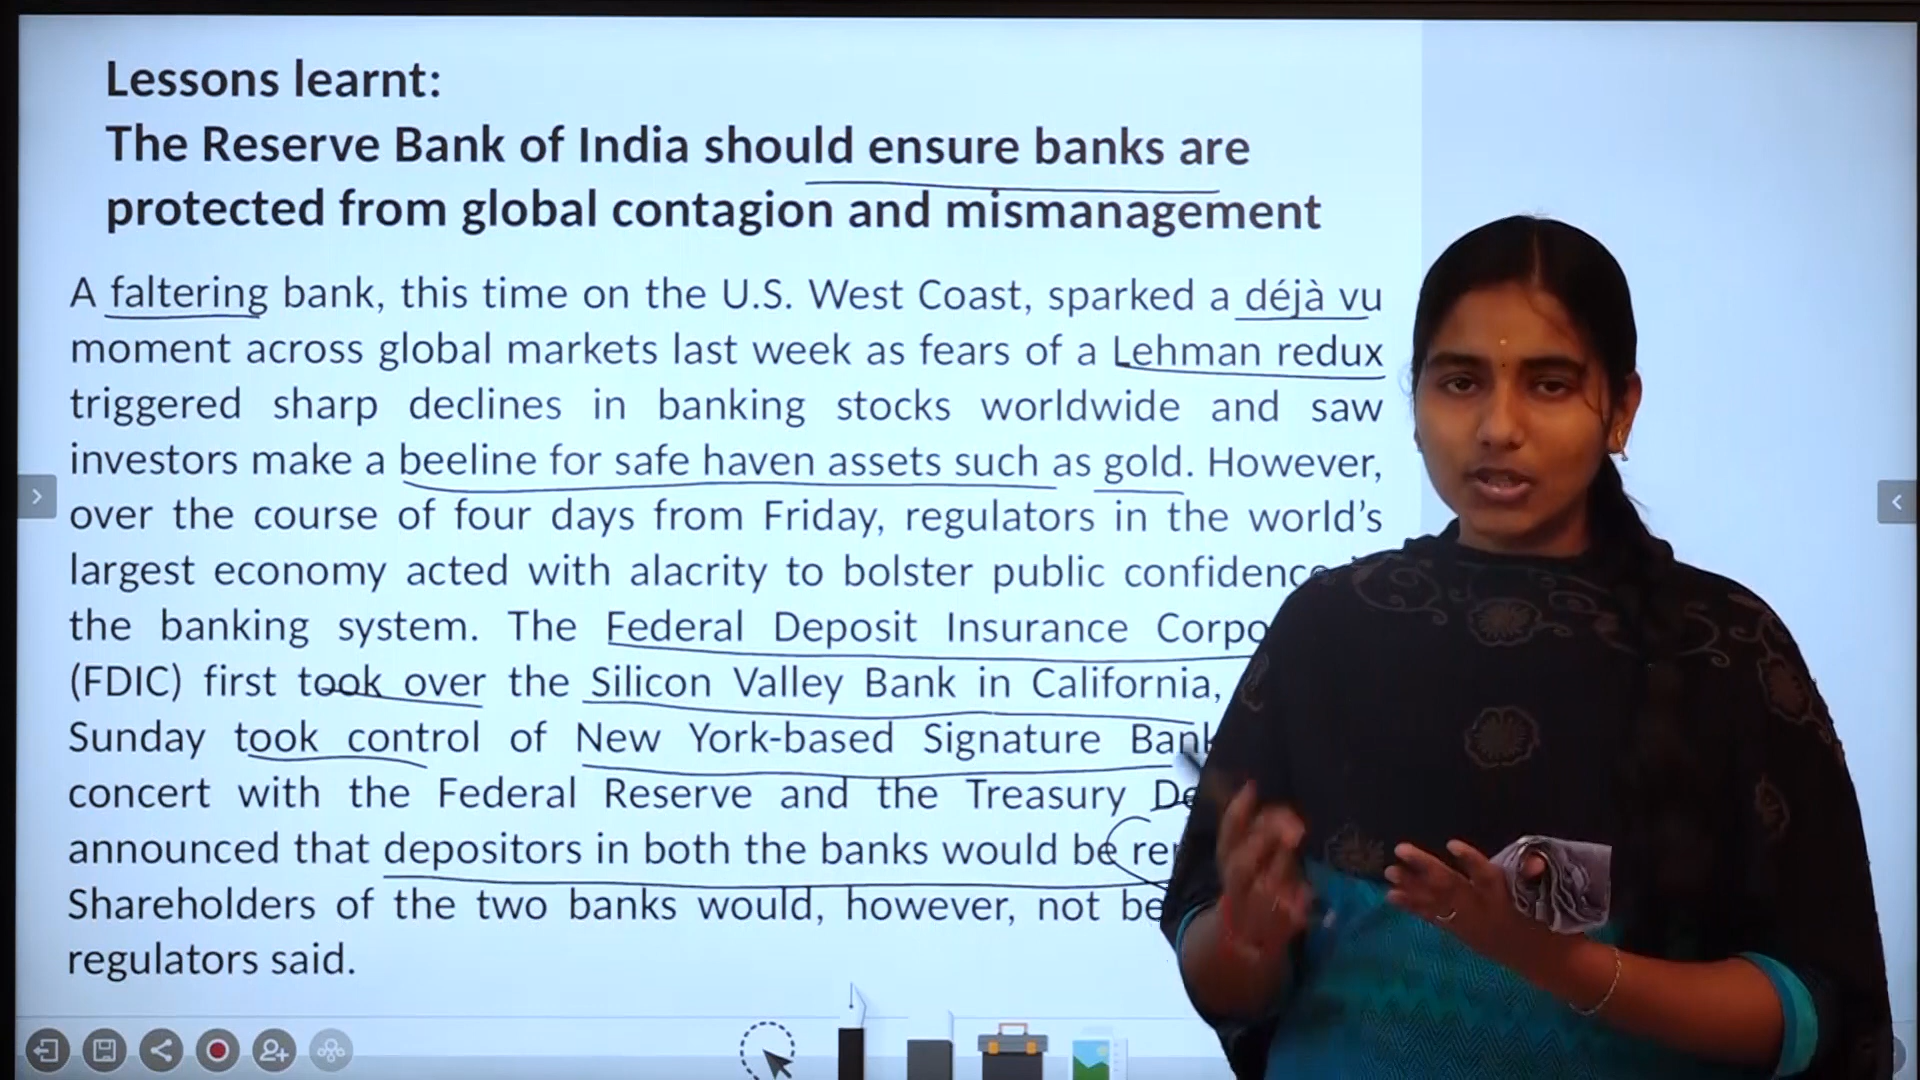 Lessons learnt:
The Reserve Bank of India should ensure banks are
protected from global contagion and mismanagement
A faltering bank, this time on the U.S. West Coast, sparked a déjà vu
moment across global markets last week as fears of a Lehman redux
triggered sharp declines in banking stocks worldwide and saw
investors make a beeline for safe haven assets such as gold. However,
over the course of four days from Friday, regulators in the world's
largest economy acted with alacrity to bolster public confidence
the banking system. The Federal Deposit Insurance
(FDIC) first took over the Silicon Valley Bank in California,
Sunday took control of New York-based Signature Bank
concert with the Federal Reserve and the Treasury
announced that depositors in both the banks would be
Shareholders of the two banks would, however, not be
regulators said.